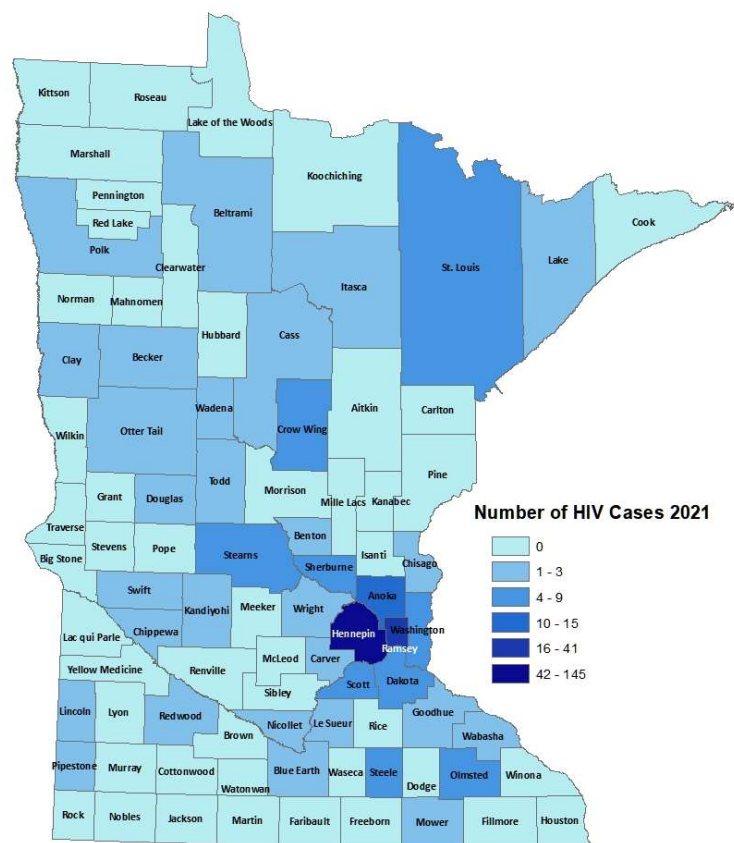 Kittson
Roseau
Lake of the Woods
Marshall
Koochiching
Pennington
Beltrami
Red Lake
Cook
Polk
Clearwater
St. Louis
Lake
Itasca
Norman
Mahnomen
Hubbard
Cass
Clay
Becker
Wadena
Aitkin
Carlton
Otter Tail
Crow Wing
Wilkin
Pine
Todd
Morrison
Grant
Douglas
Mille Lacs
Kanabec
Number of HIV Cases 2021
Traverse
Benton
0
Stevens
Pope
Stearns
Isanti
Big Stone
Sherburne
Chisago
1 - 3
Swift
Anoka
4 - 9
Kandiyohi
Meeker
Wright
10 - 15
Chippewa
Hennepin
Washington
16 - 41
Lac qui Parle
Ramsey
McLeod
Carver
42 - 145
Yellow Medicine
Renville
Scott
Dakota
Sibley
Lincoln
Lyon
Redwood
Goodhue
Nicollet
Le Sueur
Rice
Brown
Wabasha
Pipestone
Murray
Cottonwood
Blue Earth
Waseca
Steele
Olmsted
Winona
Watonwan
Dodge
Rock
Nobles
Jackson
Martin
Faribault
Freeborn
Mower
Fillmore
Houston